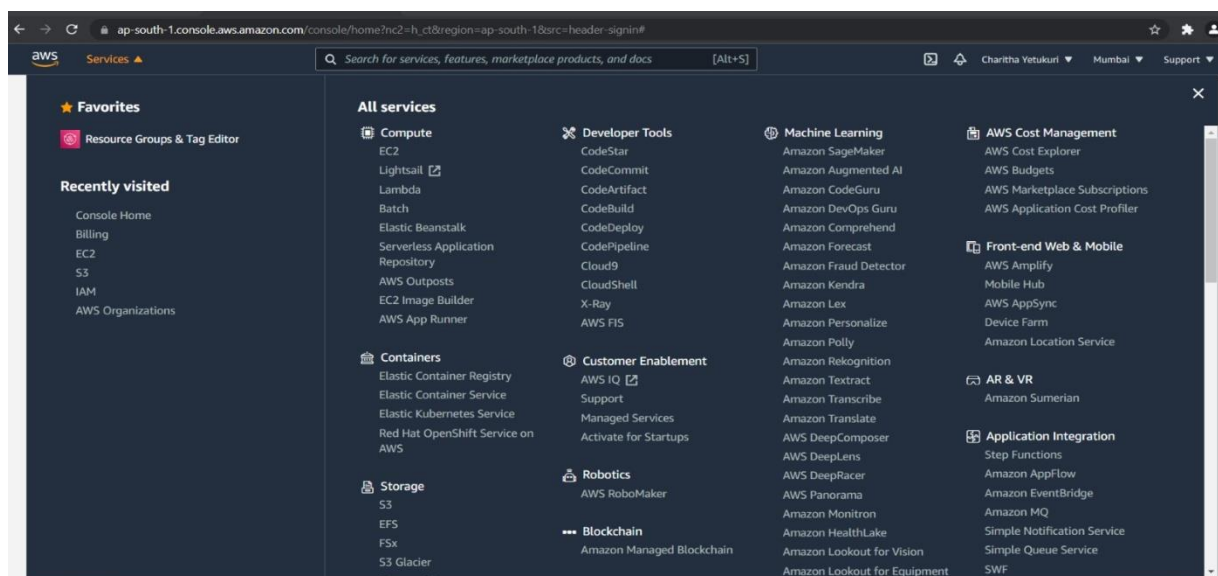 ap-south-1.console.aws.amazon.com/console/home?nc2=h_ct&region=ap-south-1&src=header-signin#
aws
Services ▲
Search for services, features, marketplace products, and docs
[Alt+S]
Charitha Yetukuri ▼
Mumbai ▼
Support ▼
Favorites
Resource Groups & Tag Editor
Recently visited
Console Home
Billing
EC2
S3
IAM
AWS Organizations
All services
Compute
EC2
Lightsail
Lambda
Batch
Elastic Beanstalk
Serverless Application
Repository
AWS Outposts
EC2 Image Builder
AWS App Runner
Containers
Elastic Container Registry
Elastic Container Service
Elastic Kubernetes Service
Red Hat OpenShift Service on
AWS
Storage
S3
EFS
FSx
S3 Glacier
Developer Tools
CodeStar
CodeCommit
CodeArtifact
CodeBuild
CodeDeploy
CodePipeline
Cloud9
CloudShell
X-Ray
AWS FIS
Customer Enablement
AWS IQ
Support
Managed Services
Activate for Startups
Robotics
AWS RoboMaker
Blockchain
Amazon Managed Blockchain
Machine Learning
Amazon SageMaker
Amazon Augmented AI
Amazon CodeGuru
Amazon DevOps Guru
Amazon Comprehend
Amazon Forecast
Amazon Fraud Detector
Amazon Kendra
Amazon Lex
Amazon Personalize
Amazon Polly
Amazon Rekognition
Amazon Textract
Amazon Transcribe
Amazon Translate
AWS DeepComposer
AWS DeepLens
AWS DeepRacer
AWS Panorama
Amazon Monitron
Amazon HealthLake
Amazon Lookout for Vision
Amazon Lookout for Equipment
AWS Cost Management
AWS Cost Explorer
AWS Budgets
AWS Marketplace Subscriptions
AWS Application Cost Profiler
Front-end Web & Mobile
AWS Amplify
Mobile Hub
AWS AppSync
Device Farm
Amazon Location Service
AR & VR
Amazon Sumerian
Application Integration
Step Functions
Amazon AppFlow
Amazon EventBridge
Amazon MQ
Simple Notification Service
Simple Queue Service
SWF